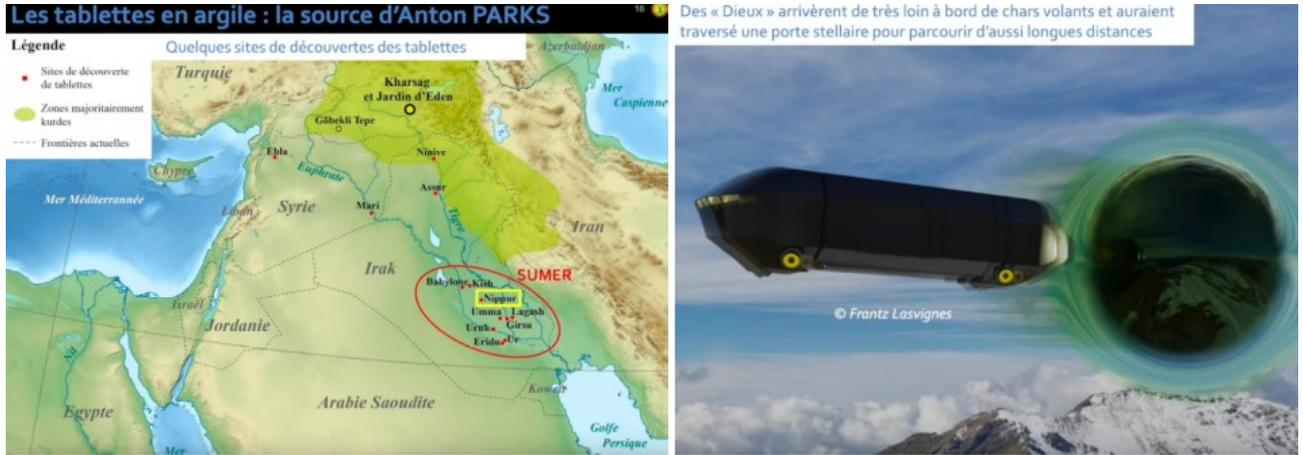 Les tablettes en argile : la source d'Anton PARKS
16
Légende
Sites de découverte
de tablettes
Zones majoritairement
kurdes
Frontières actuelles
Quelques sites de découvertes des tablettes
Turquie
Azerbaïdjan
Mer
Caspienne
Kharsag
et Jardin d'Eden
Göbekli Tepe
Ebla
Ninive
Chypre
Euphrate
Assur
Mer Méditerrannée
Liban
Syrie
Mari
Tigre
Iran
Irak
SUMER
Babylone
Kish
Nippur
Israël
Umma
Lagash
Jordanie
Uruk
Girsu
Eridu
Ur
Nil
Koweit
Egypte
Arabie Saoudite
Golfe
Persique
Mer
Des « Dieux » arrivèrent de très loin à bord de chars volants et auraient
traversé une porte stellaire pour parcourir d'aussi longues distances
© Frantz Lasvignes